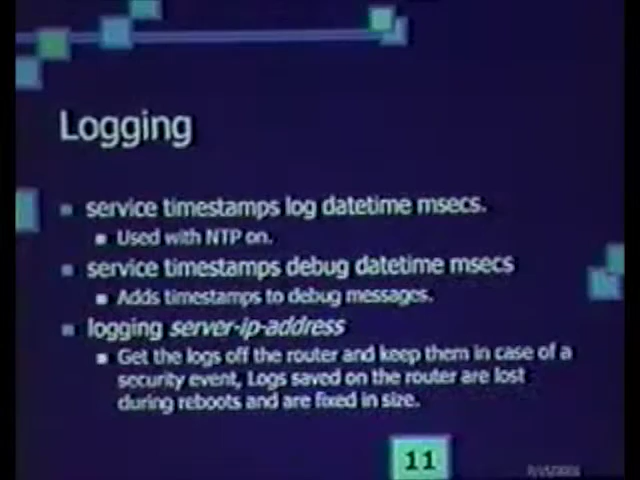 Logging
service timestamps log datetime msecs.
Used with NTP on.
service timestamps debug datetime msecs
Adds timestamps to debug messages.
logging server-ip-address
Get the logs off the router and keep them in case of a
security event, Logs saved on the router are lost
during reboots and are fixed in size.
11